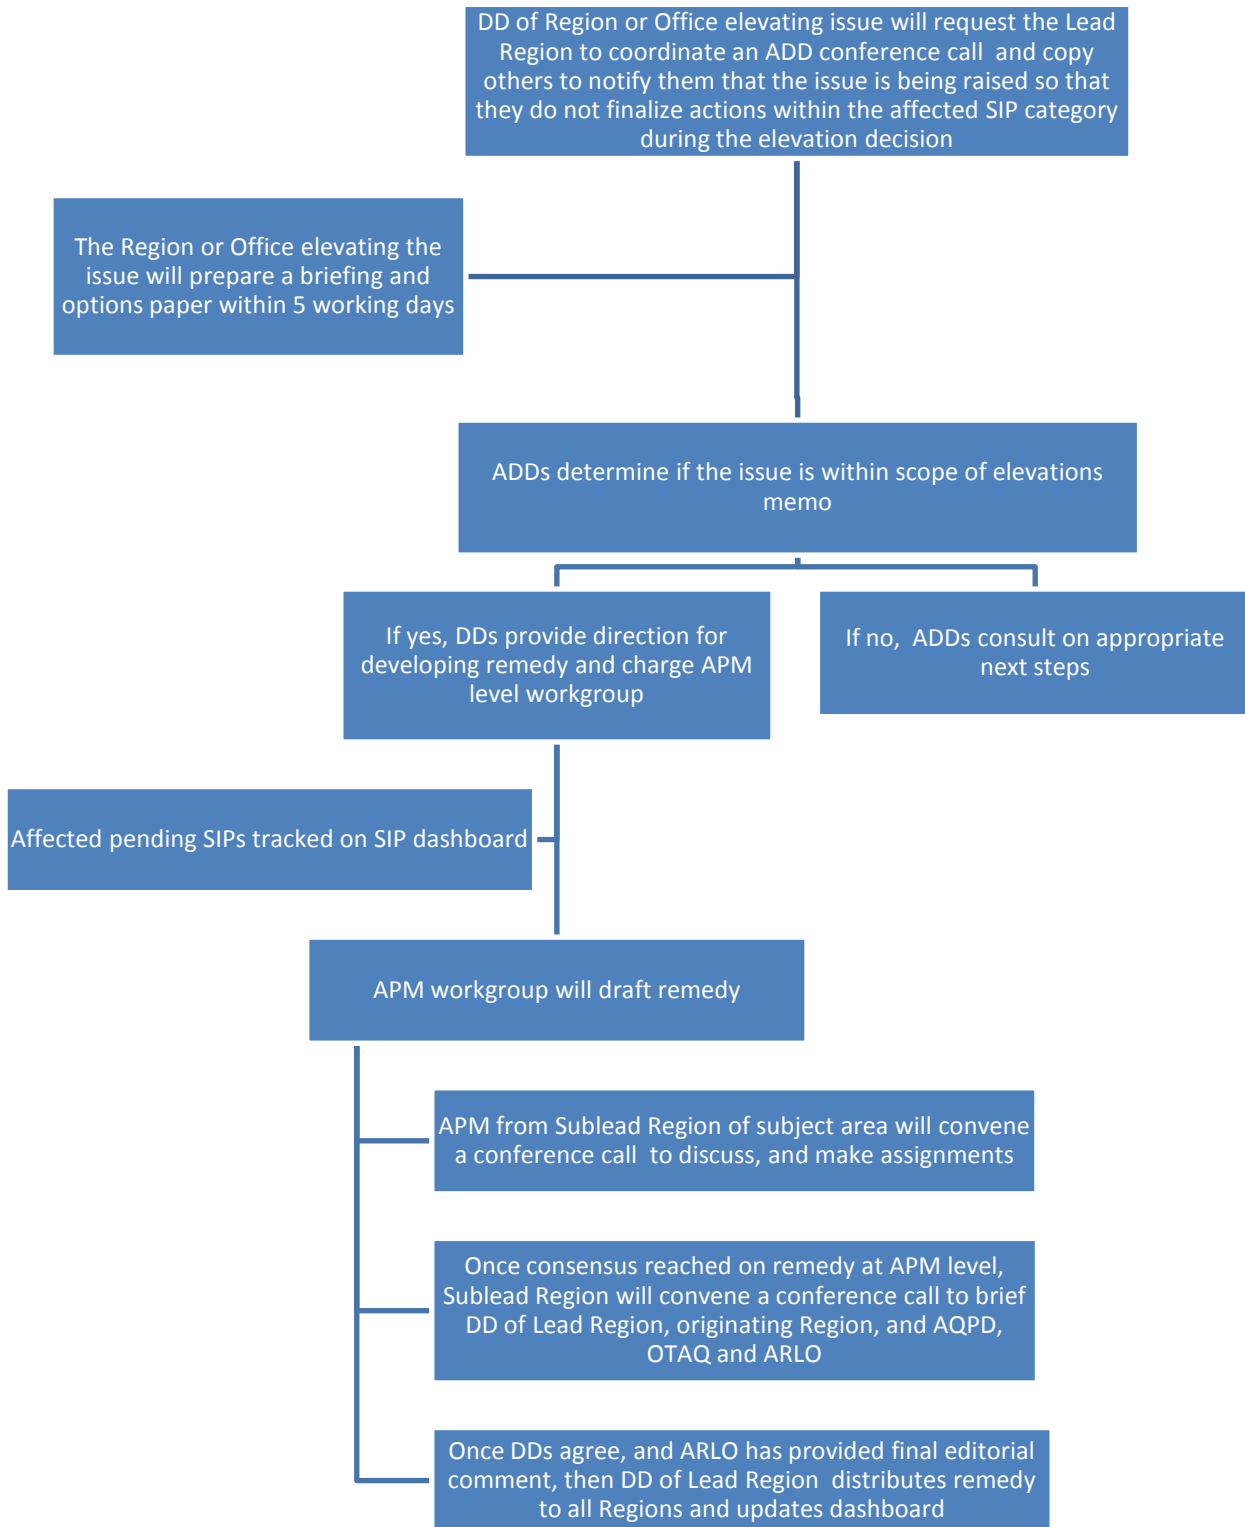 DD of Region or Office elevating issue will request the Lead
Region to coordinate an ADD conference call  and copy
others to notify them that the issue is being raised so that
they do not finalize actions within the affected SIP category
during the elevation decision
The Region or Office elevating the
issue will prepare a briefing and
options paper within 5 working days
ADDs determine if the issue is within scope of elevations
memo
If yes, DDs provide direction for
developing remedy and charge APM
level workgroup
If no,  ADDs consult on appropriate
next steps
Affected pending SIPs tracked on SIP dashboard
APM workgroup will draft remedy
APM from Sublead Region of subject area will convene
a conference call  to discuss, and make assignments
Once consensus reached on remedy at APM level,
Sublead Region will convene a conference call to brief
DD of Lead Region, originating Region, and AQPD,
OTAQ and ARLO
Once DDs agree, and ARLO has provided final editorial
comment, then DD of Lead Region  distributes remedy
to all Regions and updates dashboard